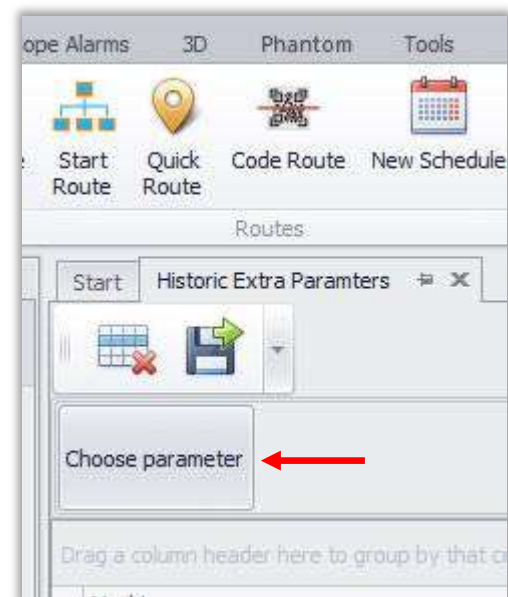 ope Alarms 3D Phantom Tools
Start Route Quick Route Code Route New Schedule
Routes
Start Historic Extra Paramters
Choose parameter
Drag a column header here to group by that